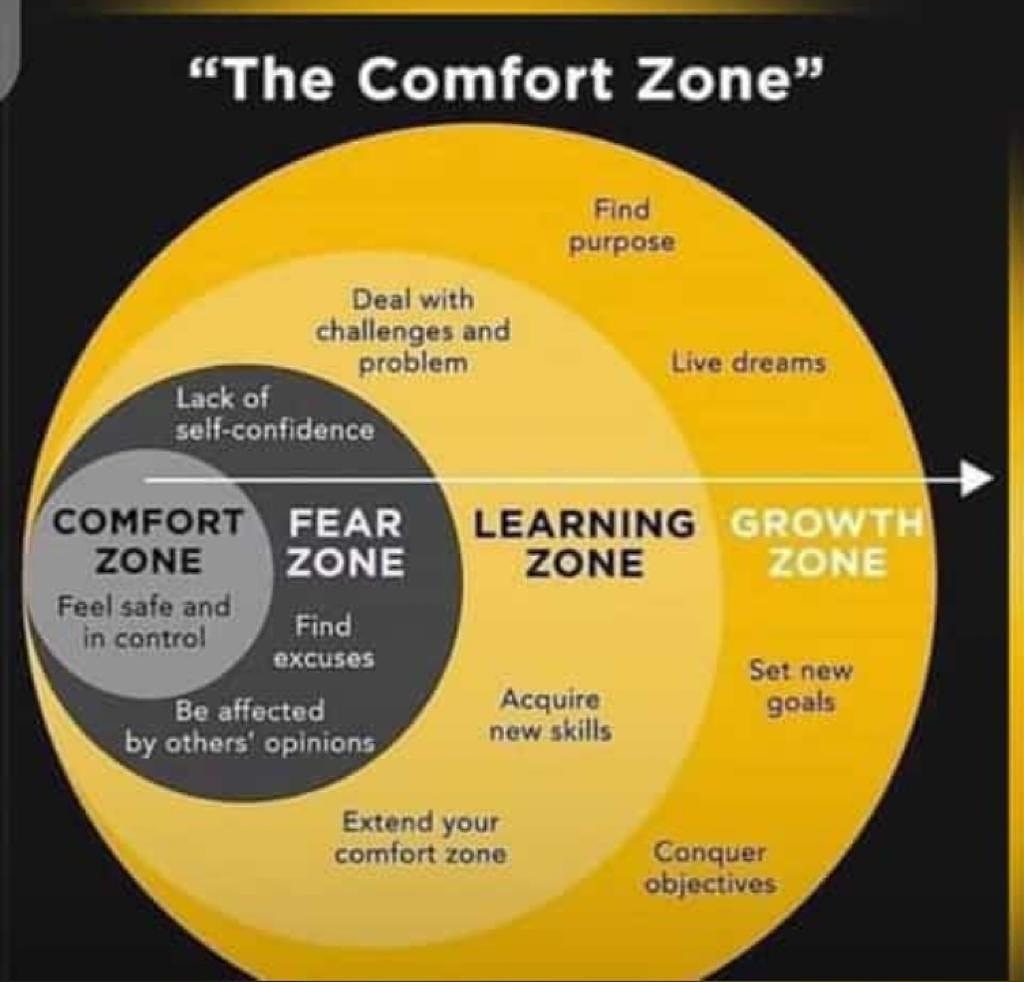 “The Comfort Zone”
Find
purpose
Deal with
challenges and
problem
Live dreams
Lack of
self-confidence
COMFORT
ZONE
Feel safe and
in control
FEAR
ZONE
Find
excuses
Be affected
by others' opinions
LEARNING
ZONE
Acquire
new skills
Extend your
comfort zone
GROWTH
ZONE
Set new
goals
Conquer
objectives